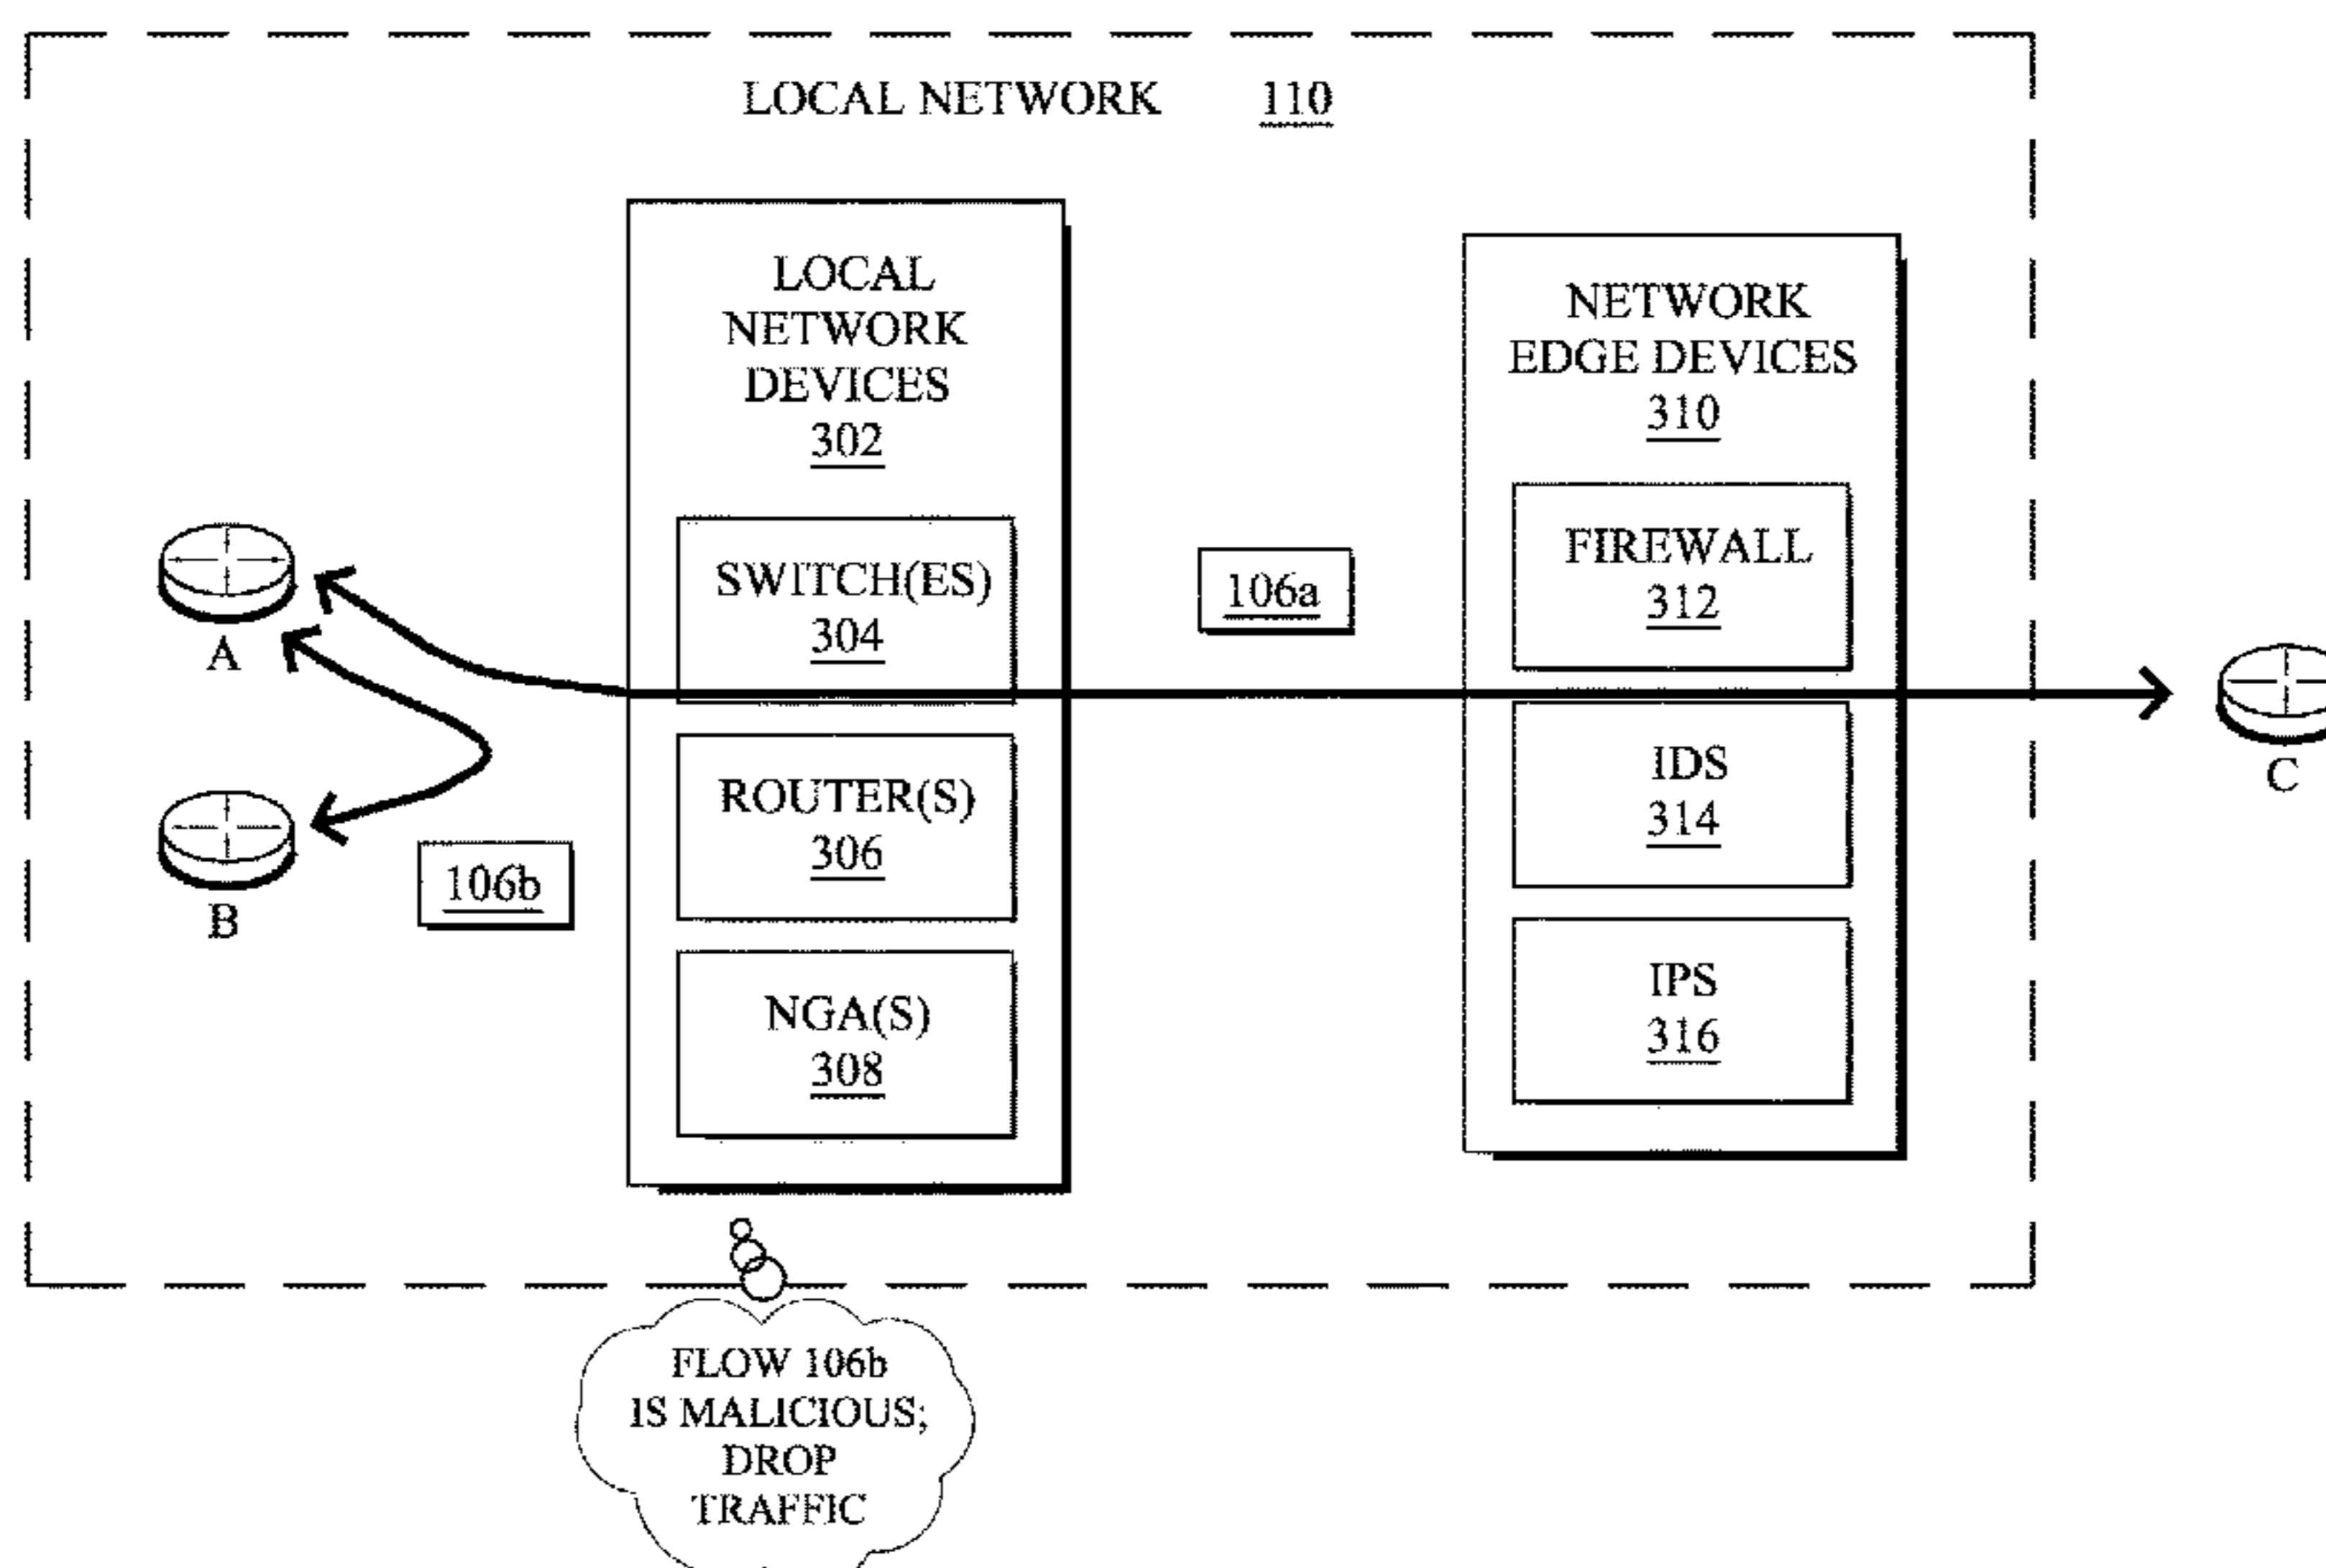 LOCAL NETWORK 110
LOCAL
NETWORK
DEVICES
302
SWITCH(ES)
304
ROUTER(S)
306
NGA(S)
308
106a
NETWORK
EDGE DEVICES
310
FIREWALL
312
IDS
314
IPS
316
A
B
106b
C
FLOW 106b
IS MALICIOUS;
DROP
TRAFFIC